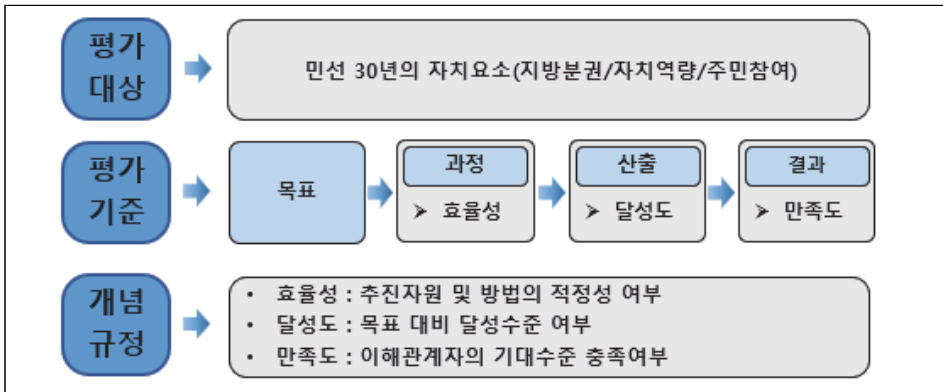 평가
대상
민선 30년의 자치요소(지방분권/자치역량/주민참여)
평가
기준
목표
과정
➢ 효율성
산출
➢ 달성도
결과
➢ 만족도
개념
규정
• 효율성 : 추진자원 및 방법의 적정성 여부
• 달성도 : 목표 대비 달성수준 여부
• 만족도 : 이해관계자의 기대수준 충족여부